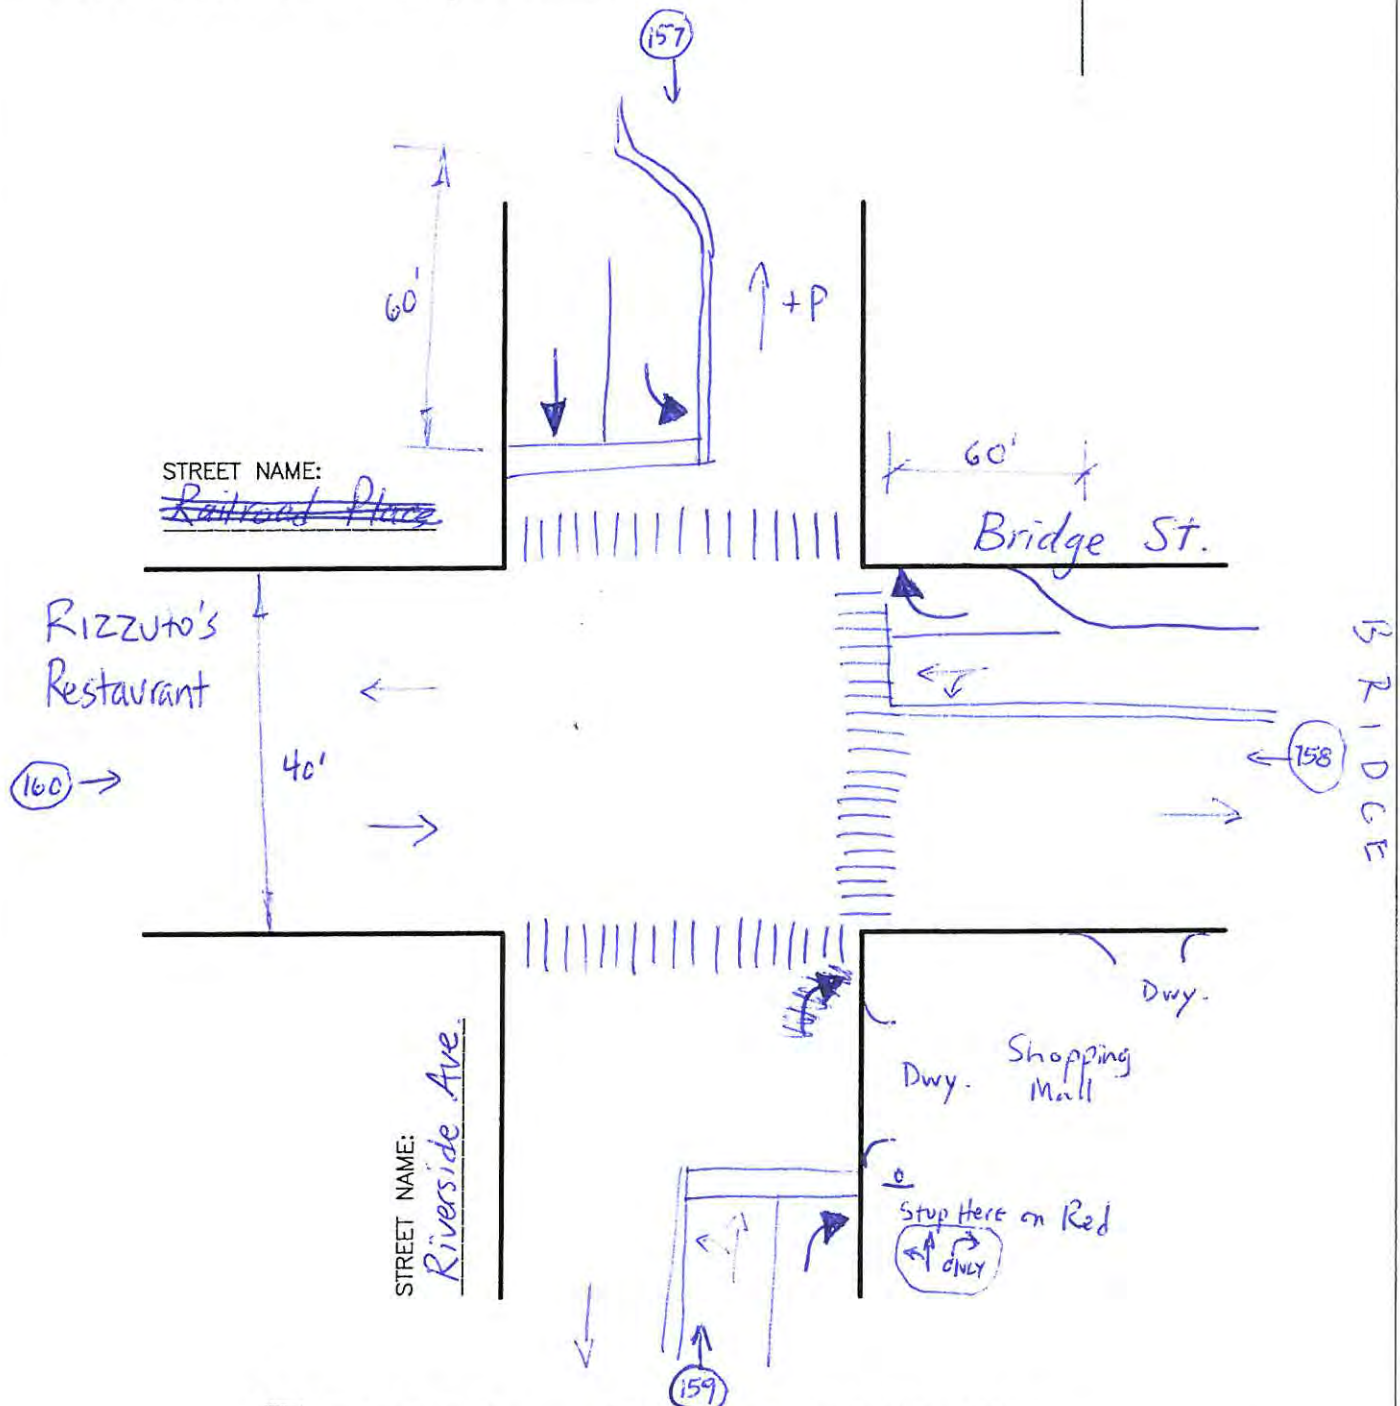 157
60'
+P
STREET NAME:
Railroad Place
60'
Bridge St.
Rizzuto's
Restaurant
BRIDGE
158
160
40'
Dwy.
Shopping
Mall
Dwy.
STREET NAME:
Riverside Ave.
Stop Here on Red
ONLY
159